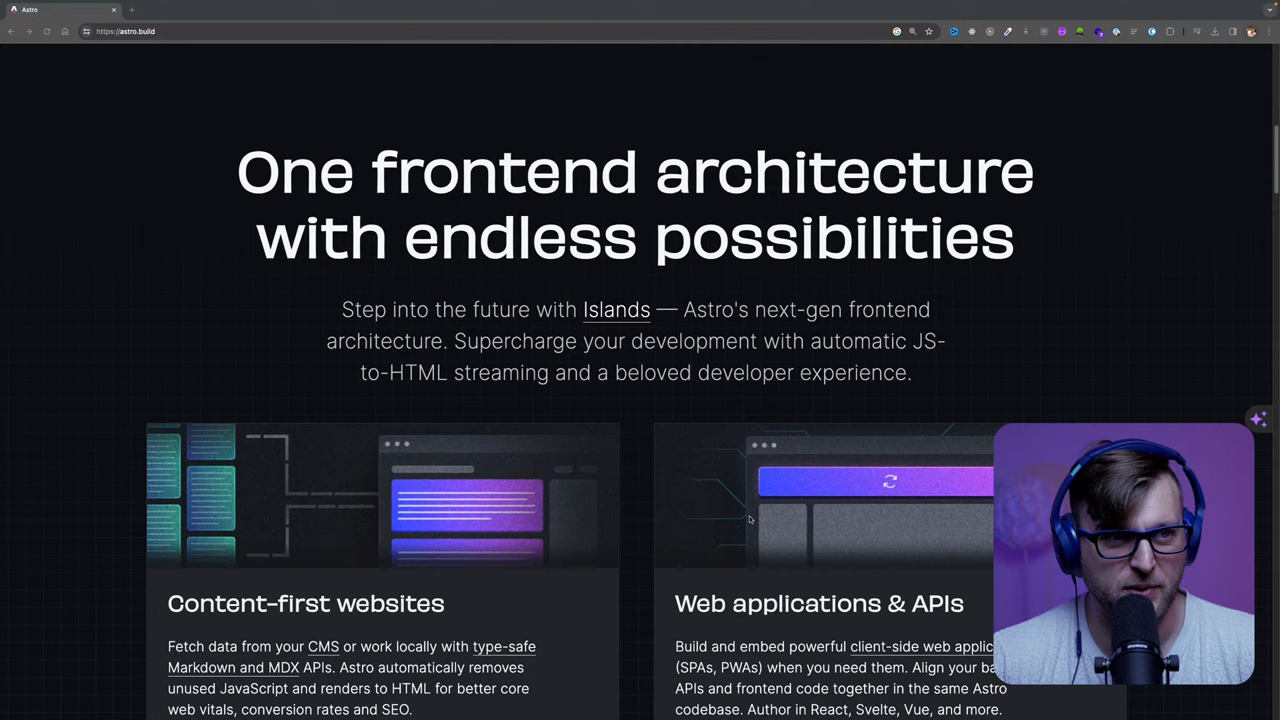 Astro
https://astro.build
One frontend architecture
with endless possibilities
Step into the future with Islands — Astro's next-gen frontend
architecture. Supercharge your development with automatic JS-
to-HTML streaming and a beloved developer experience.
Content-first websites
Fetch data from your CMS or work locally with type-safe
Markdown and MDX APIs. Astro automatically removes
unused JavaScript and renders to HTML for better core
web vitals, conversion rates and SEO.
Web applications & APIs
Build and embed powerful client-side web
(SPAs, PWAs) when you need them. Align your
APIs and frontend code together in the same Astro
codebase. Author in React, Svelte, Vue, and more.